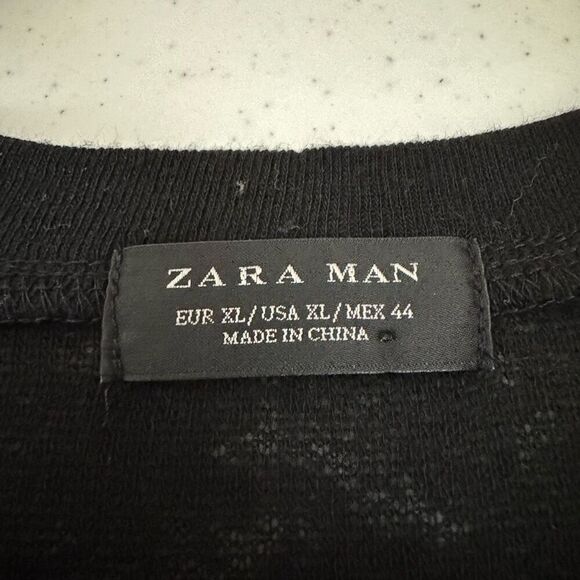 ZARA MAN
EUR XL/USA XL/MEX 44
MADE IN CHINA